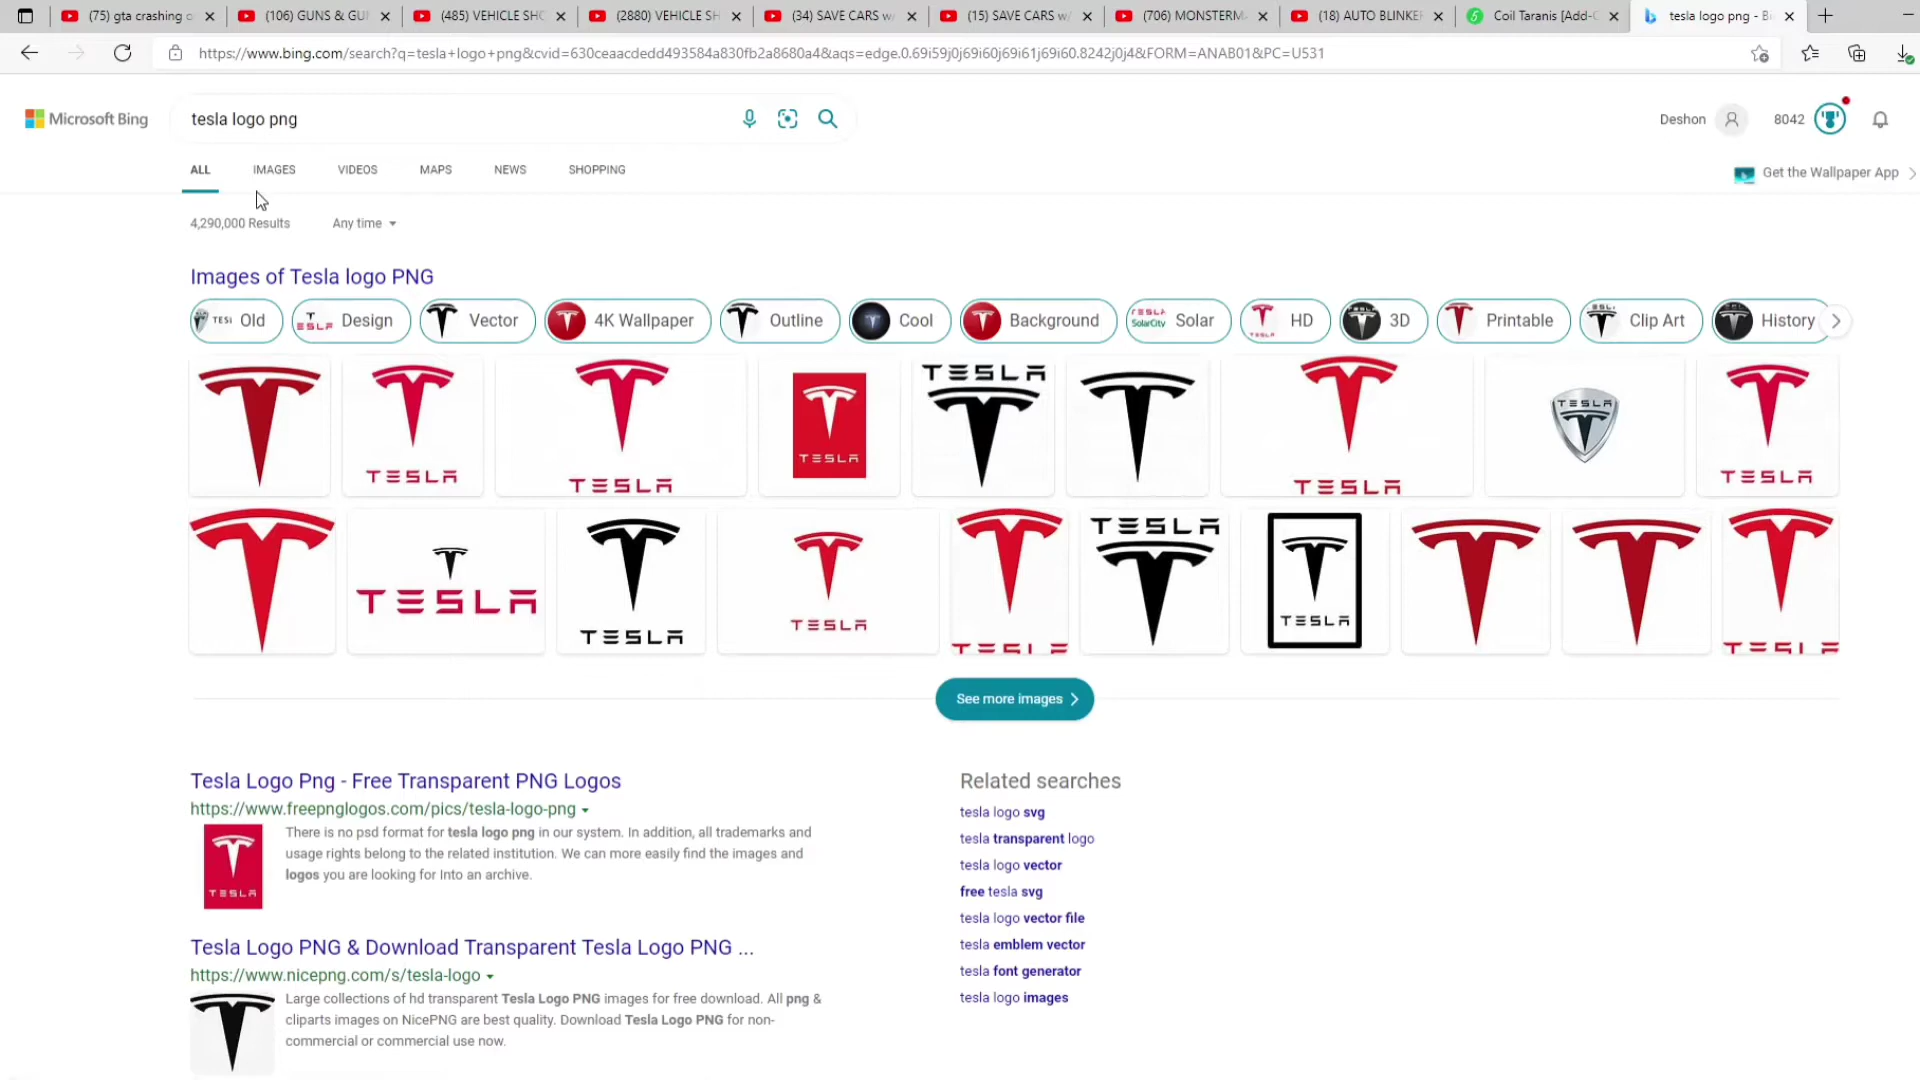 (75) gta crashing o
(106) GUNS & GU
(485) VEHICLE SHO
(2880) VEHICLE SH
(34) SAVE CARS w
(15) SAVE CARS w
(706) MONSTERM
(18) AUTO BLINKE
Coil Taranis [Add-O
tesla logo png - Bi
https://www.bing.com/search?q=tesla+logo+png&cvid=630ceaacdedd493584a830fb2a8680a4&aqs=edge.0.69i59j0j69i60j69i61j69i60.8242j0j4&FORM=ANAB01&PC=U531
Microsoft Bing
tesla logo png
Deshon
8042
ALL
IMAGES
VIDEOS
MAPS
NEWS
SHOPPING
Get the Wallpaper App
4,290,000 Results
Any time
Images of Tesla logo PNG
TESL Old
TESLA Design
Vector
4K Wallpaper
Outline
Cool
Background
TESLA SolarCity Solar
TESLA HD
3D
Printable
TESLA Clip Art
History
TESLA
TESLA
TESLA
TESLA
TESLA
TESLA
TESLA
TESLA
TESLA
TESLA
TESLA
TESLA
TESLA
TESLA
See more images
Tesla Logo Png - Free Transparent PNG Logos
https://www.freepnglogos.com/pics/tesla-logo-png
There is no psd format for tesla logo png in our system. In addition, all trademarks and
usage rights belong to the related institution. We can more easily find the images and
logos you are looking for Into an archive.
TESLA
Tesla Logo PNG & Download Transparent Tesla Logo PNG ...
https://www.nicepng.com/s/tesla-logo
Large collections of hd transparent Tesla Logo PNG images for free download. All png &
cliparts images on NicePNG are best quality. Download Tesla Logo PNG for non-
commercial or commercial use now.
Related searches
tesla logo svg
tesla transparent logo
tesla logo vector
free tesla svg
tesla logo vector file
tesla emblem vector
tesla font generator
tesla logo images